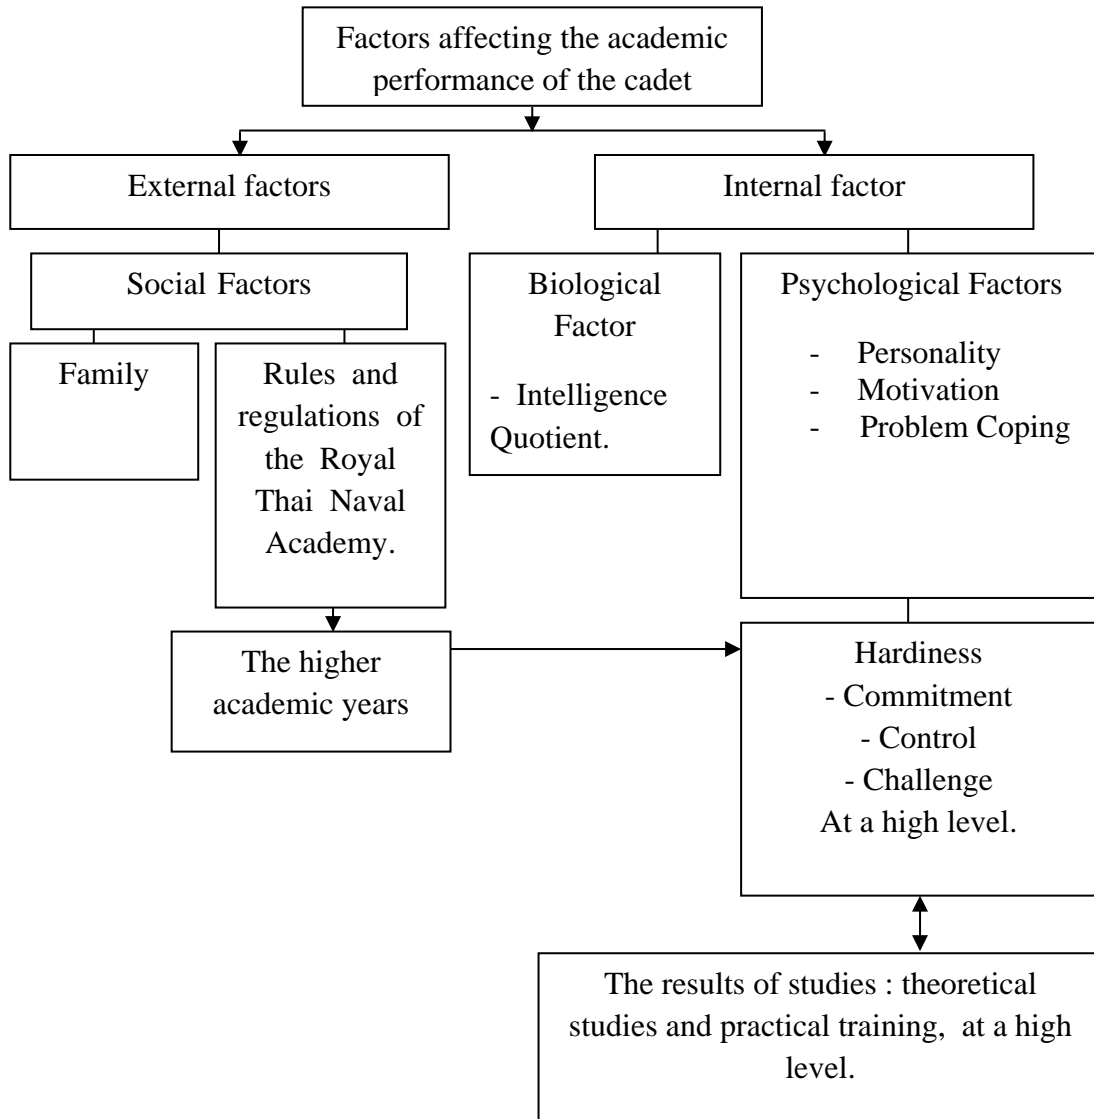 Factors affecting the academic
performance of the cadet
External factors
Internal factor
Social Factors
Biological
Factor
- Intelligence
Quotient.
Psychological Factors
- Personality
- Motivation
- Problem Coping
Family
Rules and
regulations of
the Royal
Thai Naval
Academy.
The higher
academic years
Hardiness
- Commitment
- Control
- Challenge
At a high level.
The results of studies : theoretical
studies and practical training, at a high
level.